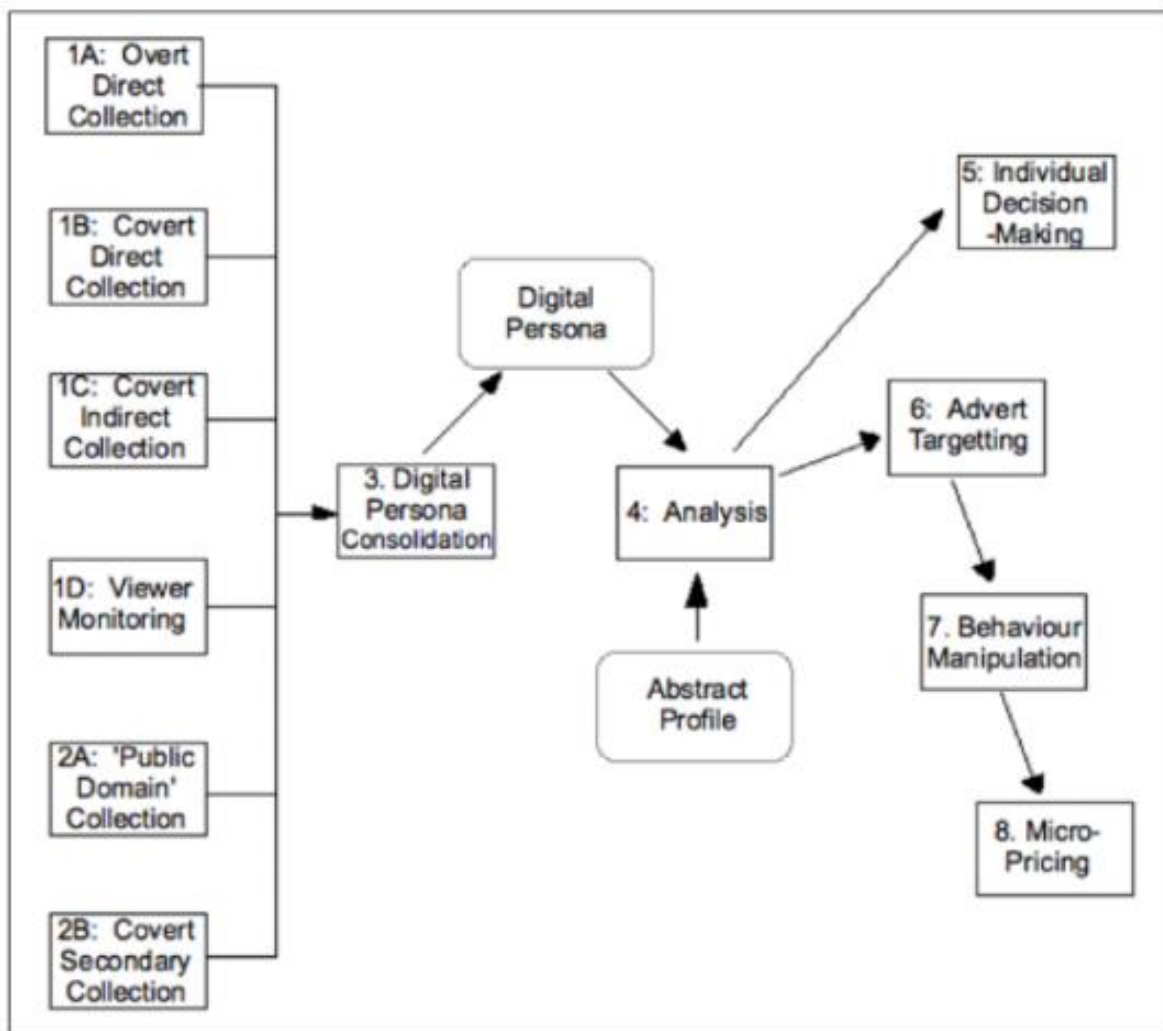 1A: Overt
Direct
Collection
1B: Covert
Direct
Collection
1C: Covert
Indirect
Collection
1D: Viewer
Monitoring
2A: 'Public
Domain'
Collection
2B: Covert
Secondary
Collection
3. Digital
Persona
Consolidation
Digital
Persona
4: Analysis
Abstract
Profile
5: Individual
Decision
-Making
6: Advert
Targetting
7. Behaviour
Manipulation
8. Micro-
Pricing